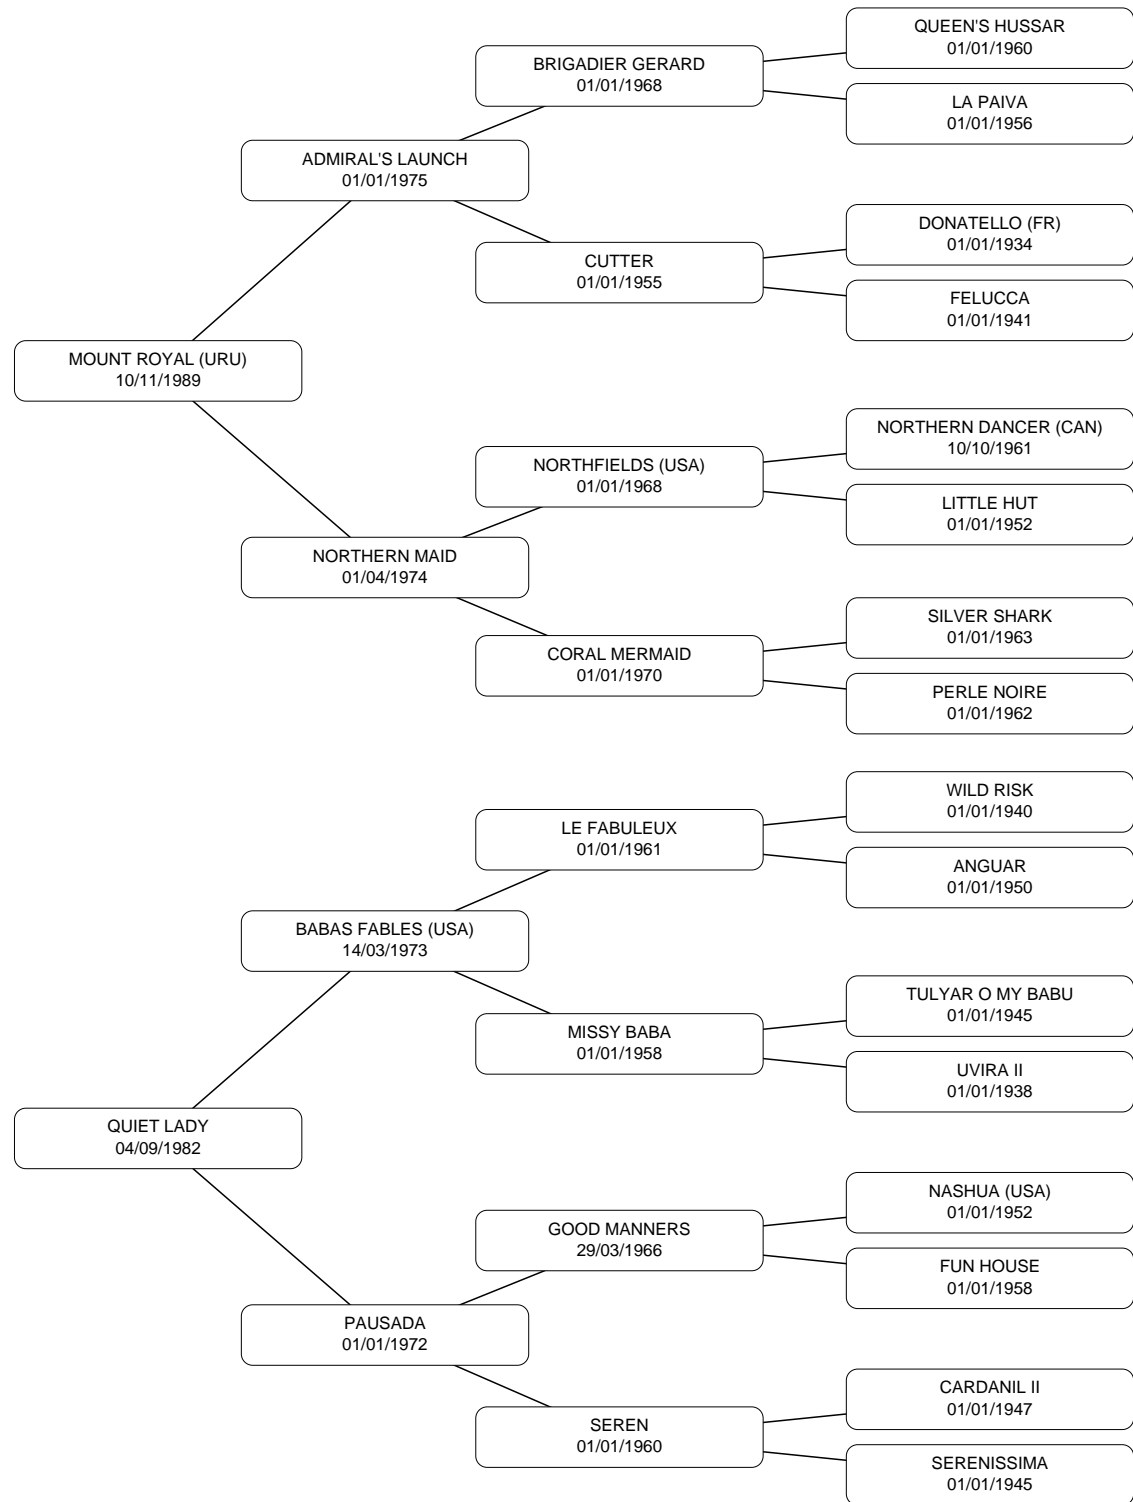 QUEEN'S HUSSAR
01/01/1960
BRIGADIER GERARD
01/01/1968
LA PAIVA
01/01/1956
ADMIRAL'S LAUNCH
01/01/1975
DONATELLO (FR)
01/01/1934
CUTTER
01/01/1955
FELUCCA
01/01/1941
MOUNT ROYAL (URU)
10/11/1989
NORTHERN DANCER (CAN)
10/10/1961
NORTHFIELDS (USA)
01/01/1968
LITTLE HUT
01/01/1952
NORTHERN MAID
01/04/1974
SILVER SHARK
01/01/1963
CORAL MERMAID
01/01/1970
PERLE NOIRE
01/01/1962
WILD RISK
01/01/1940
LE FABULEUX
01/01/1961
ANGUAR
01/01/1950
BABAS FABLES (USA)
14/03/1973
TULYAR O MY BABU
01/01/1945
MISSY BABA
01/01/1958
UVIRA II
01/01/1938
QUIET LADY
04/09/1982
NASHUA (USA)
01/01/1952
GOOD MANNERS
29/03/1966
FUN HOUSE
01/01/1958
PAUSADA
01/01/1972
CARDANIL II
01/01/1947
SEREN
01/01/1960
SERENISSIMA
01/01/1945